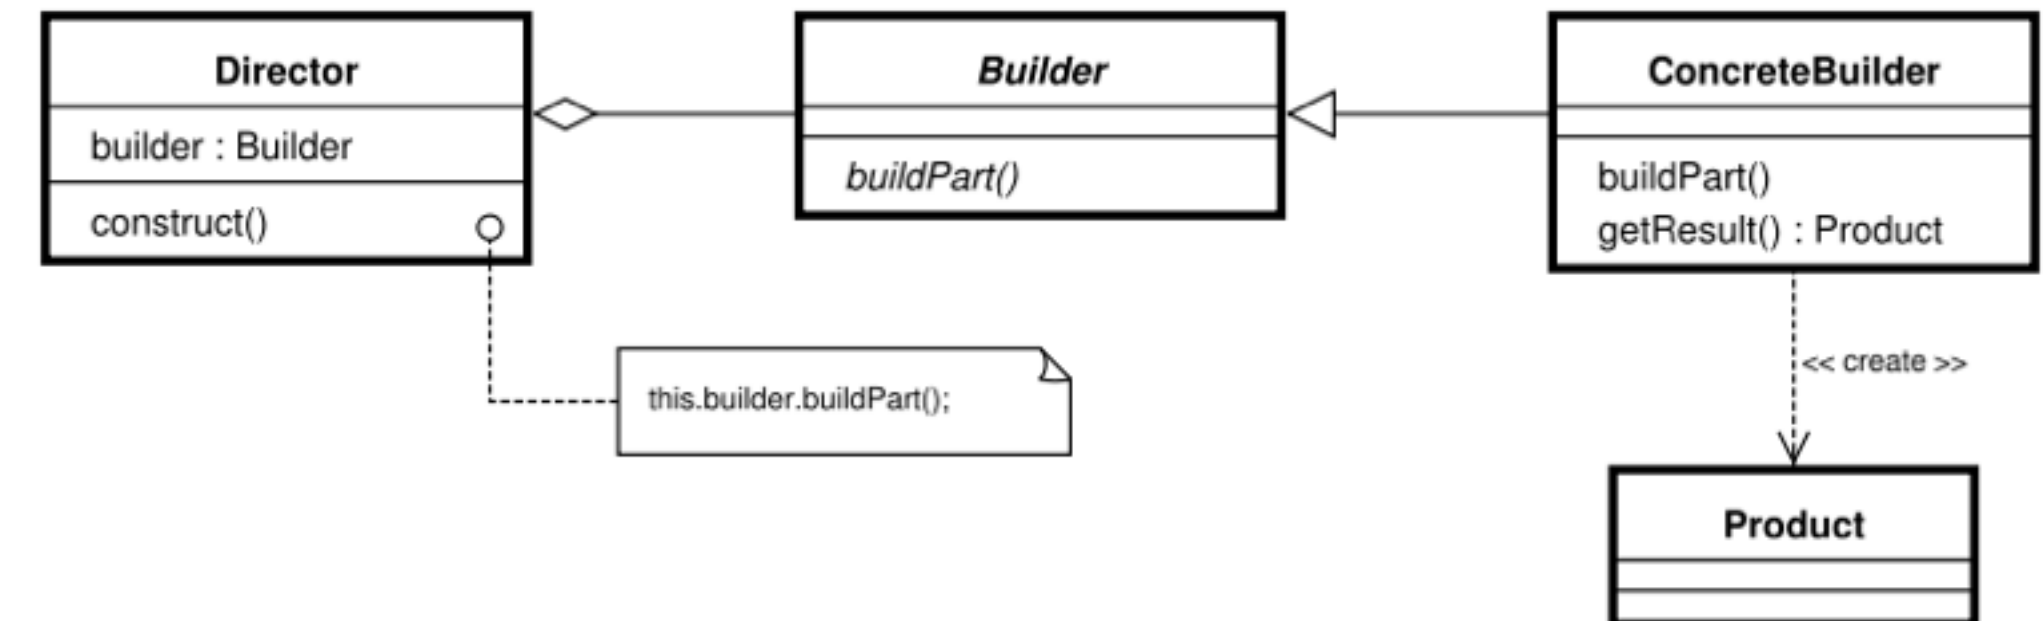 Director
builder : Builder
construct()
Builder
buildPart()
ConcreteBuilder
buildPart()
getResult() : Product
this.builder.buildPart();
<< create >>
Product